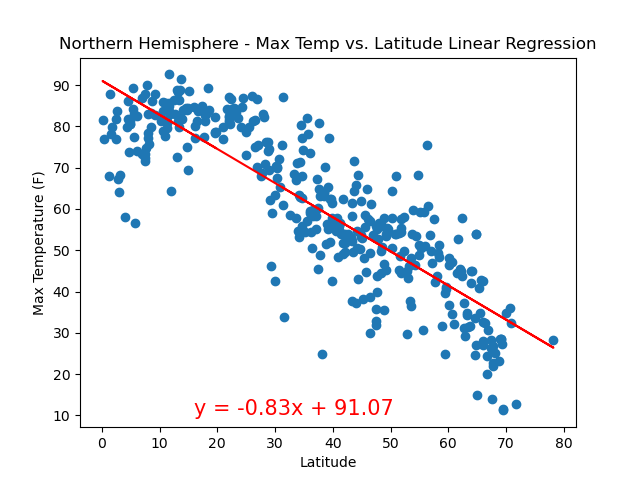 Northern Hemisphere - Max Temp vs. Latitude Linear Regression
Max Temperature (F)
90
80
70
60
50
40
30
20
10
y = -0.83x + 91.07
0 10 20 30 40 50 60 70 80
Latitude